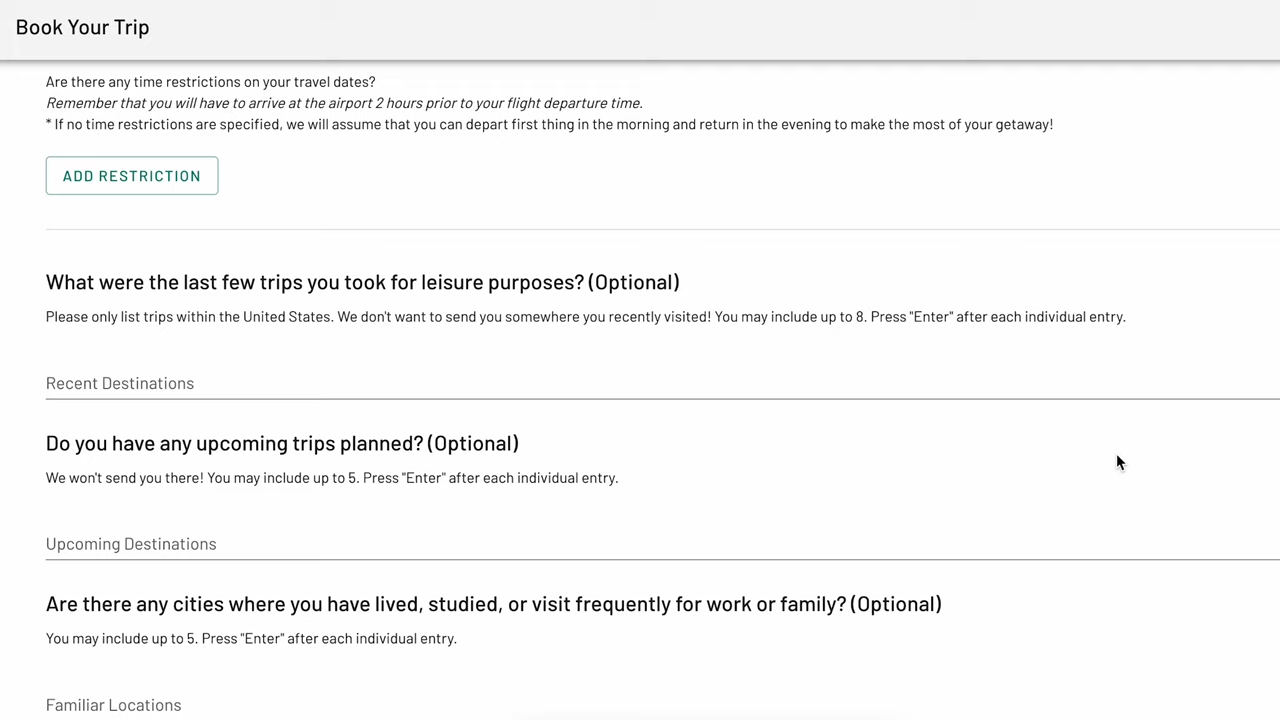 Book Your Trip
Are there any time restrictions on your travel dates?
Remember that you will have to arrive at the airport 2 hours prior to your flight departure time.
* If no time restrictions are specified, we will assume that you can depart first thing in the morning and return in the evening to make the most of your getaway!
ADD RESTRICTION
What were the last few trips you took for leisure purposes? (Optional)
Please only list trips within the United States. We don't want to send you somewhere you recently visited! You may include up to 8. Press "Enter" after each individual entry.
Recent Destinations
Do you have any upcoming trips planned? (Optional)
We won't send you there! You may include up to 5. Press "Enter" after each individual entry.
Upcoming Destinations
Are there any cities where you have lived, studied, or visit frequently for work or family? (Optional)
You may include up to 5. Press "Enter" after each individual entry.
Familiar Locations